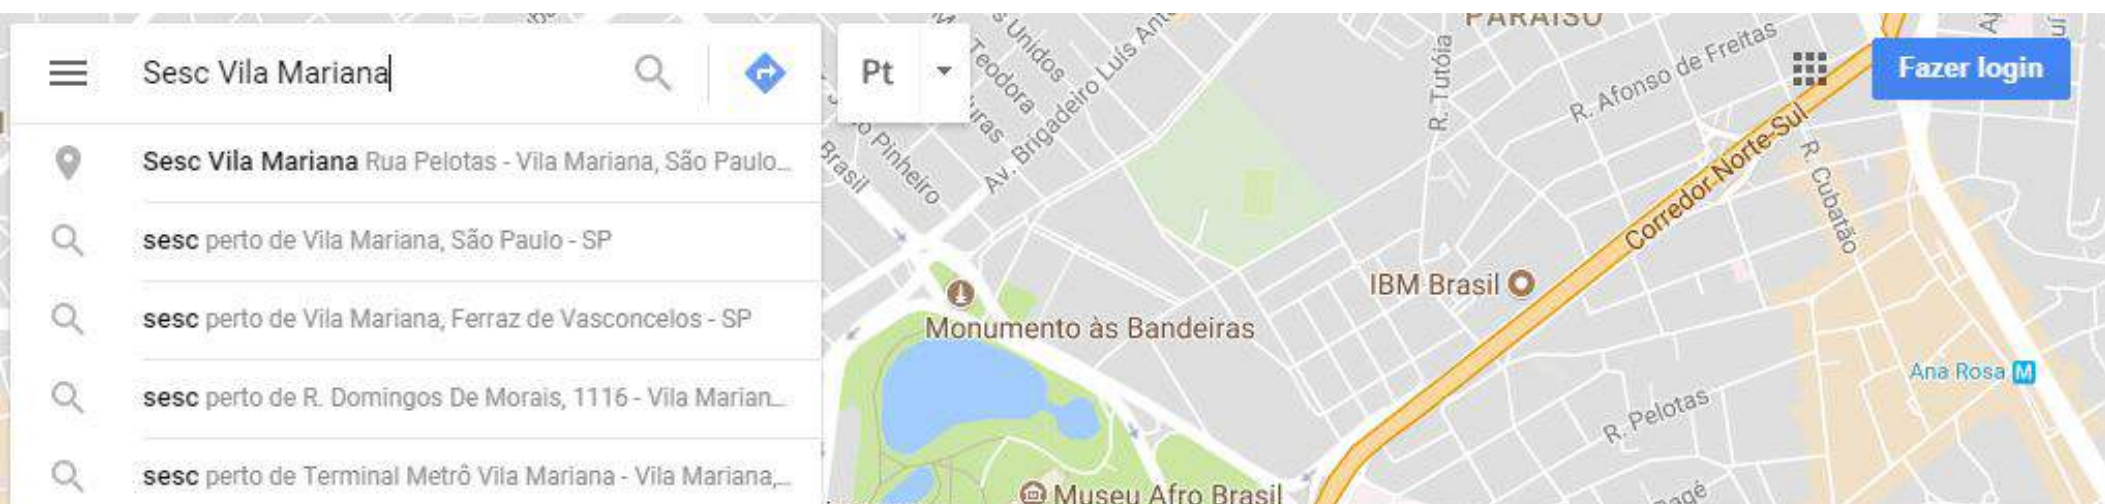 Sesc Vila Mariana
Pt
Fazer login
Sesc Vila Mariana Rua Pelotas - Vila Mariana, São Paulo...
sesc perto de Vila Mariana, São Paulo - SP
sesc perto de Vila Mariana, Ferraz de Vasconcelos - SP
sesc perto de R. Domingos De Morais, 1116 - Vila Marian...
sesc perto de Terminal Metrô Vila Mariana - Vila Mariana,...
PARAÍSO
Unidos
Teodora
Av. Brigadeiro Luís Ant
Pinheiro
Brasil
R. Tutóia
R. Afonso de Freitas
Corredor Norte-Sul
R. Cubatão
IBM Brasil
Monumento às Bandeiras
Ana Rosa M
R. Pelotas
Museu Afro Brasil